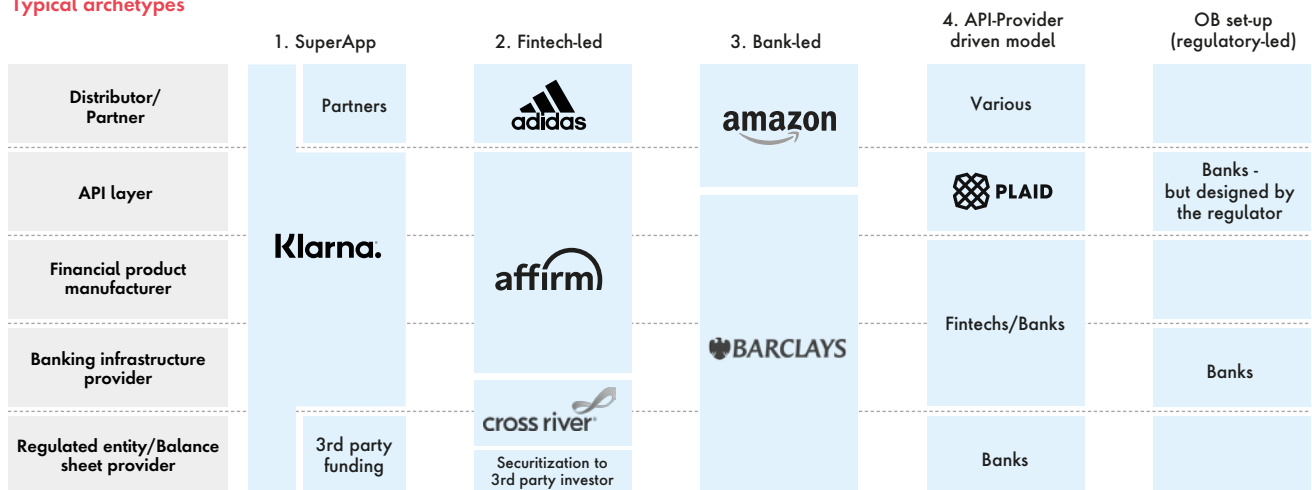 Typical archetypes
1. SuperApp
2. Fintech-led
3. Bank-led
4. API-Provider
driven model
OB set-up
(regulatory-led)
Distributor/
Partner
Partners
adidas
amazon
Various
API layer
PLAID
Banks -
but designed by
the regulator
Klarna.
Financial product
manufacturer
affirm
Fintechs/Banks
Banking infrastructure
provider
BARCLAYS
Banks
cross river
Regulated entity/Balance
sheet provider
3rd party
funding
Securitization to
3rd party investor
Banks